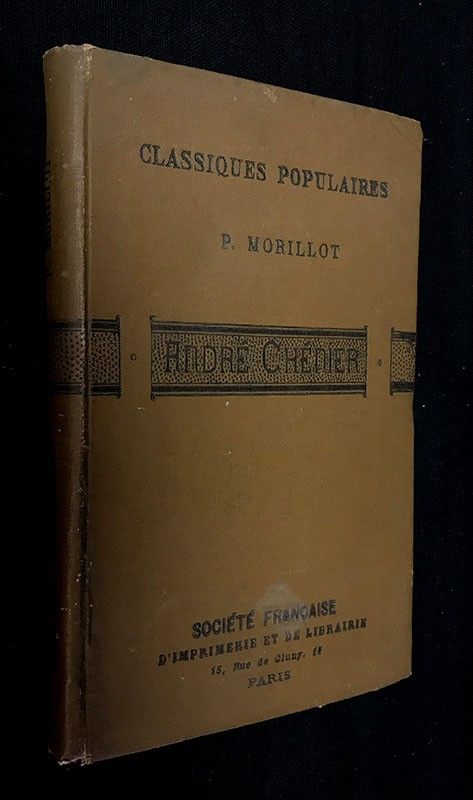 CLASSIQUES POPULAIRES
P. MORILLOT
ANDRÉ CHÉNIER
SOCIÉTÉ FRANÇAISE
D'IMPRIMERIE ET DE LIBRAIRIE
15, Rue de Cluny, 15
PARIS